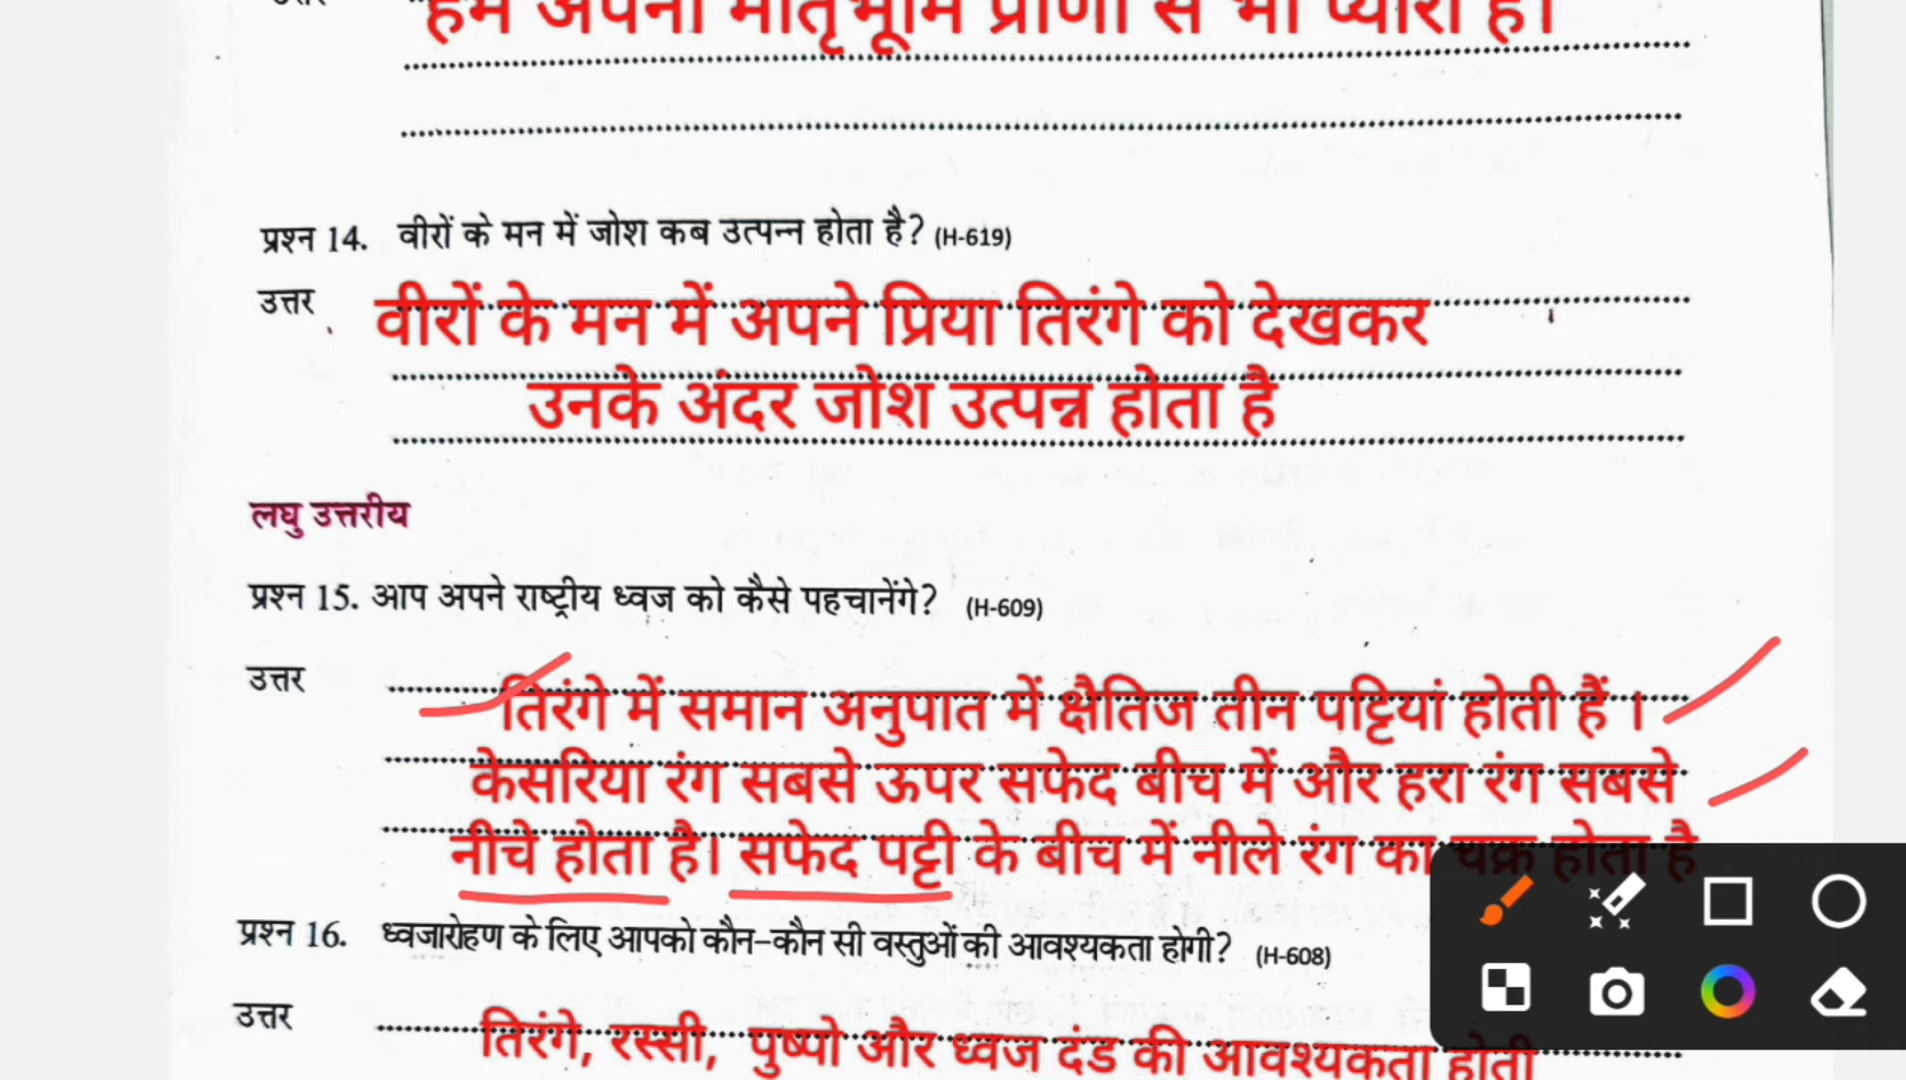 हम अपनी मातृभूमि प्राणों से भी प्यारी है।
प्रश्न 14. वीरों के मन में जोश कब उत्पन्न होता है? (H-619)
उत्तर वीरों के मन में अपने प्रिया तिरंगे को देखकर
उनके अंदर जोश उत्पन्न होता है
लघु उत्तरीय
प्रश्न 15. आप अपने राष्ट्रीय ध्वज को कैसे पहचानेंगे? (H-609)
उत्तर तिरंगे में समान अनुपात में क्षैतिज तीन पट्टियां होती हैं ।
केसरिया रंग सबसे ऊपर सफेद बीच में और हरा रंग सबसे
नीचे होता है। सफेद पट्टी के बीच में नीले रंग का चक्र होता है
प्रश्न 16. ध्वजारोहण के लिए आपको कौन-कौन सी वस्तुओं की आवश्यकता होगी? (H-608)
उत्तर तिरंगे, रस्सी, पुष्पो और ध्वज दंड की आवश्यकता होती